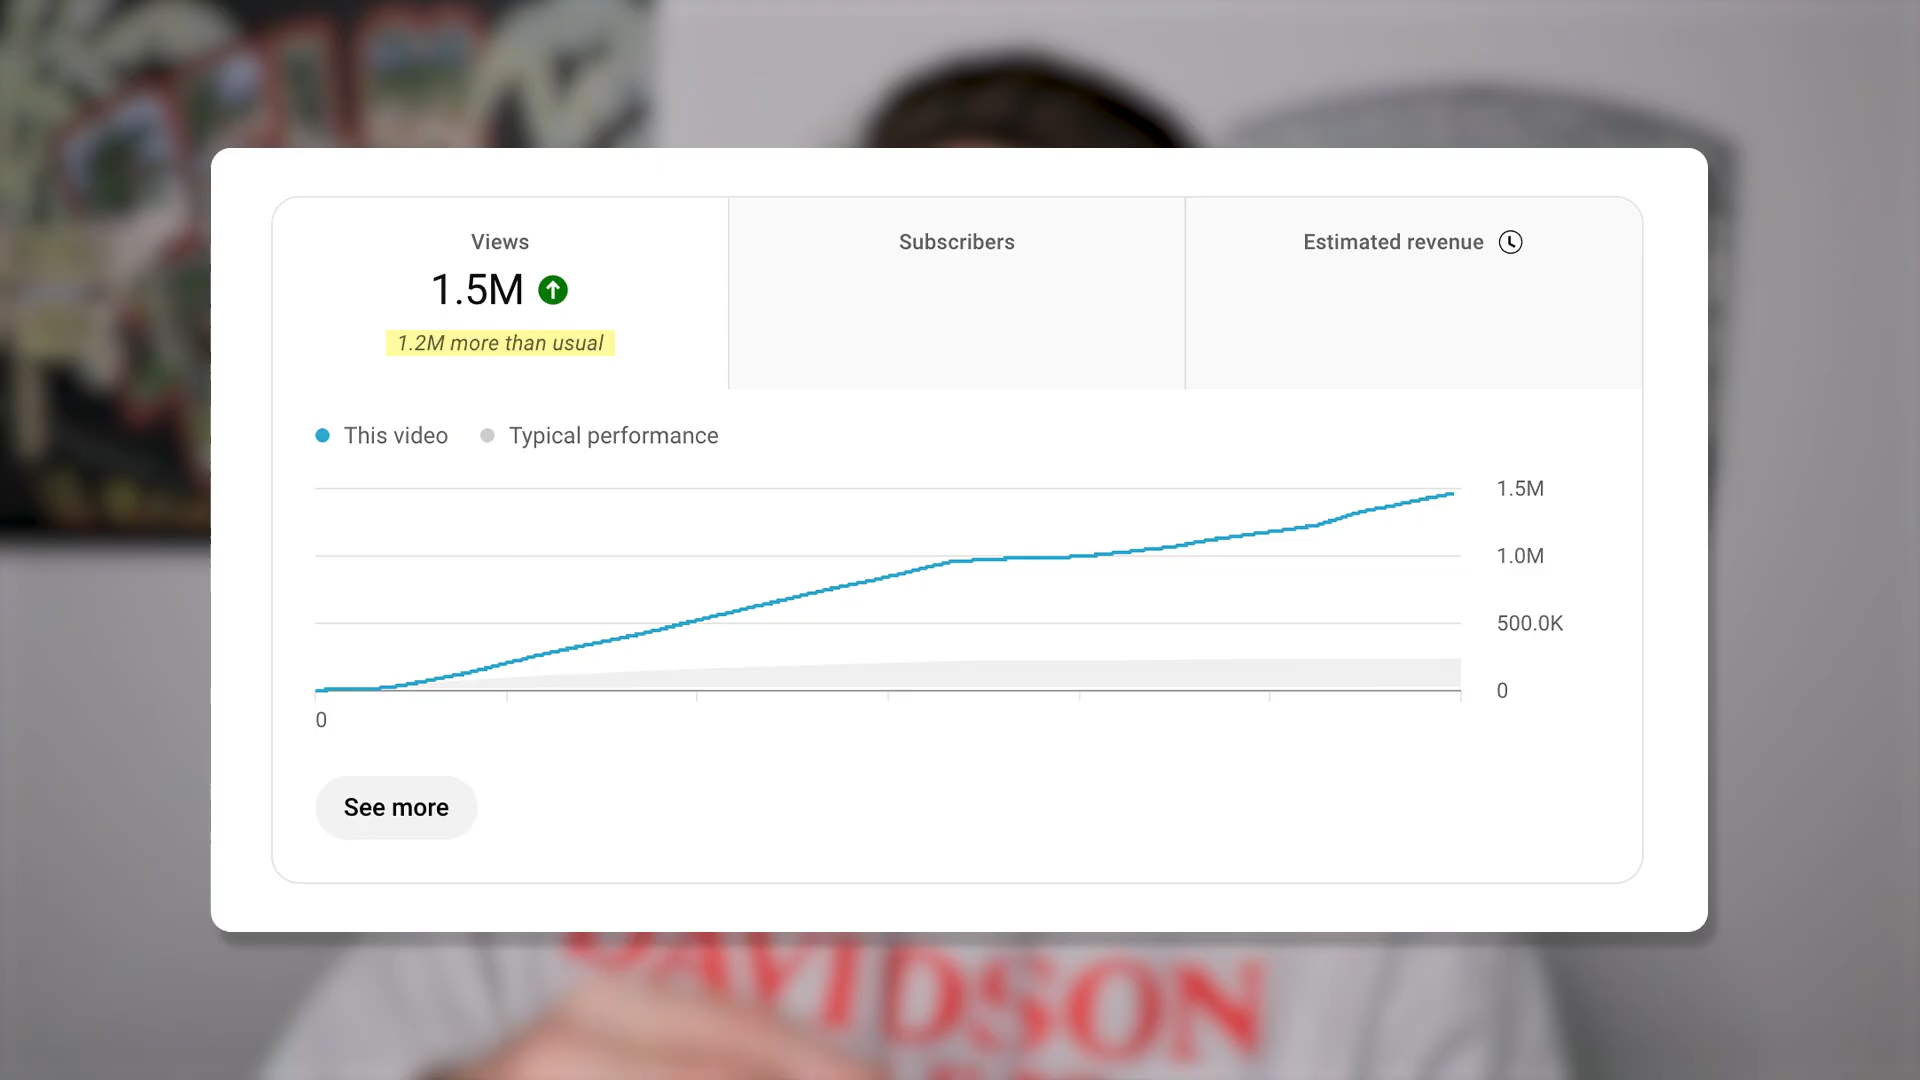 Views
1.5M
1.2M more than usual
Subscribers
Estimated revenue
This video
Typical performance
1.5M
1.0M
500.0K
0
0
See more
DAVIDSON